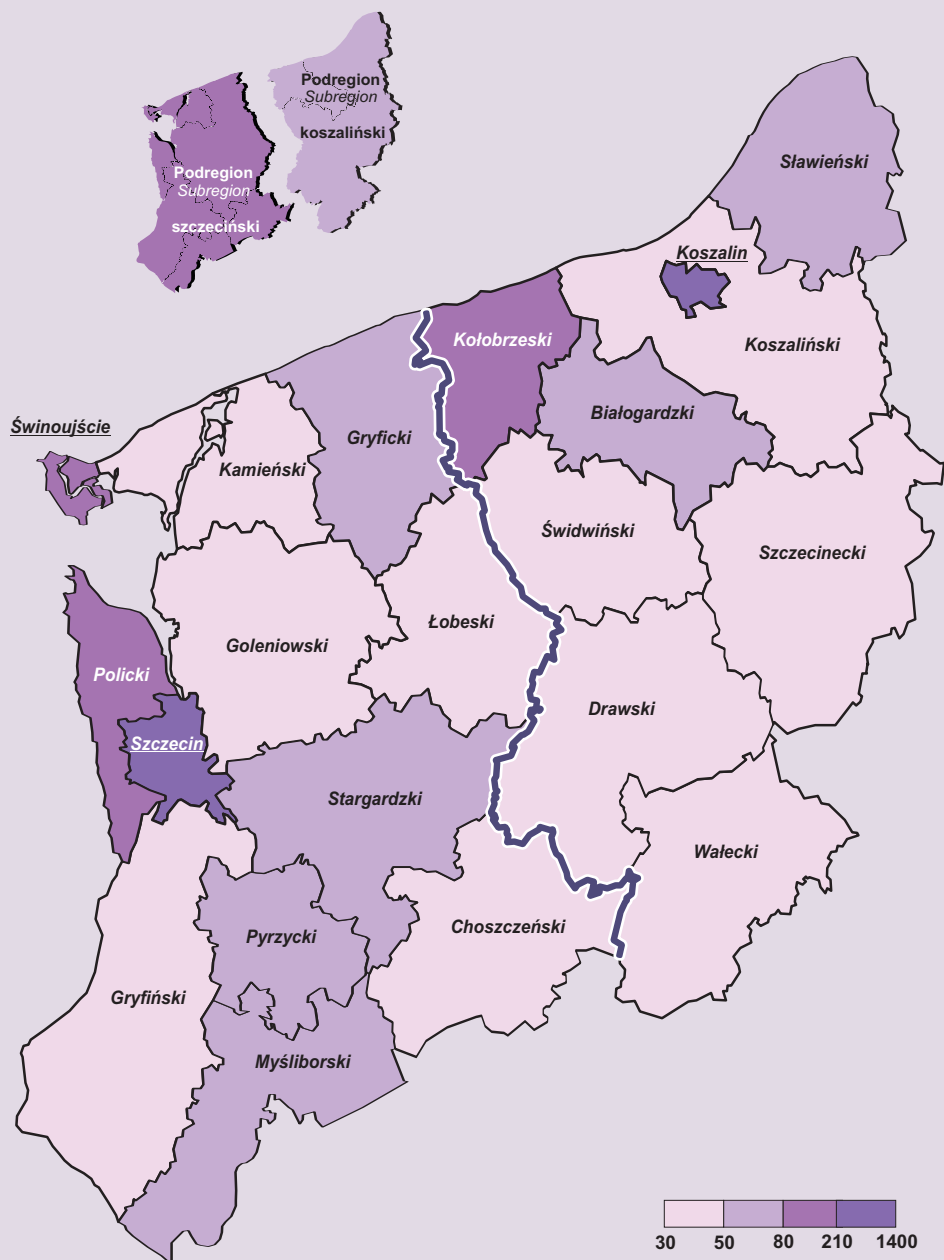 Podregion
Subregion
koszaliński
Podregion
Subregion
szczeciński
Sławieński
Koszalin
Kołobrzeski
Koszaliński
Białogardzki
Świnoujście
Gryficki
Kamieński
Świdwiński
Szczecinecki
Łobeski
Goleniowski
Policki
Drawski
Szczecin
Stargardzki
Wałecki
Choszczeński
Pyrzycki
Gryfiński
Myśliborski
30 50 80 210 1400